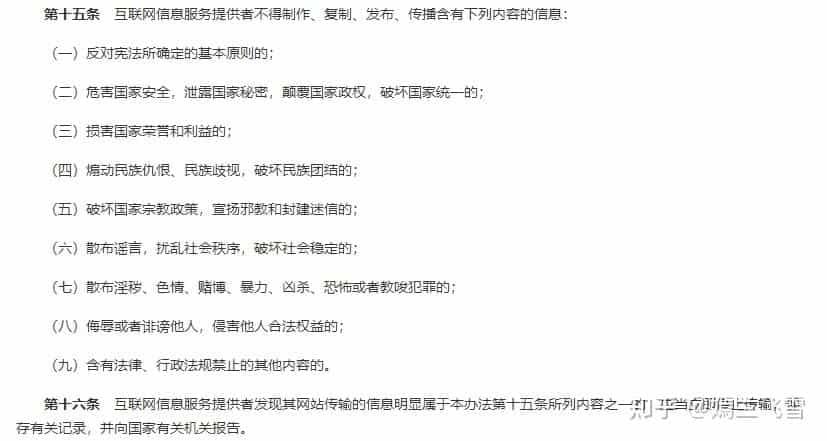 第十五条 互联网信息服务提供者不得制作、复制、发布、传播含有下列内容的信息：
（一）反对宪法所确定的基本原则的；
（二）危害国家安全，泄露国家秘密，颠覆国家政权，破坏国家统一的；
（三）损害国家荣誉和利益的；
（四）煽动民族仇恨、民族歧视，破坏民族团结的；
（五）破坏国家宗教政策，宣扬邪教和封建迷信的；
（六）散布谣言，扰乱社会秩序，破坏社会稳定的；
（七）散布淫秽、色情、赌博、暴力、凶杀、恐怖或者教唆犯罪的；
（八）侮辱或者诽谤他人，侵害他人合法权益的；
（九）含有法律、行政法规禁止的其他内容的。
第十六条 互联网信息服务提供者发现其网站传输的信息明显属于本办法第十五条所列内容之一的，应当立即停止传输，保
存有关记录，并向国家有关机关报告。
知乎